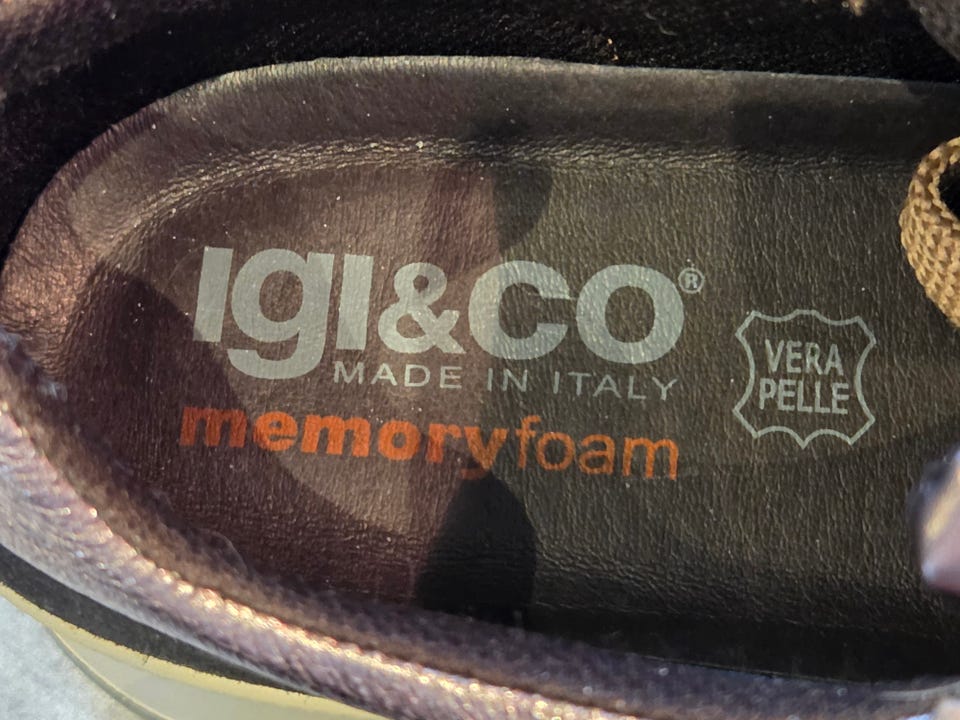 IgI&CO®
MADE IN ITALY
memoryfoam
VERA
PELLE